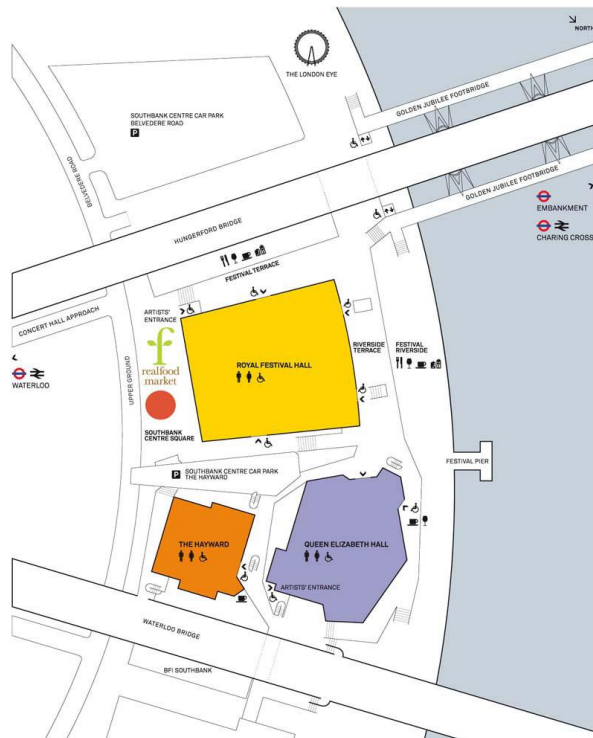 NORTH
THE LONDON EYE
GOLDEN JUBILEE FOOTBRIDGE
SOUTHBANK CENTRE CAR PARK
BELVEDERE ROAD
P
BELVEDERE ROAD
GOLDEN JUBILEE FOOTBRIDGE
EMBANKMENT
CHARING CROSS
HUNGERFORD BRIDGE
FESTIVAL TERRACE
ARTISTS'
ENTRANCE
CONCERT HALL APPROACH
WATERLOO
UPPER GROUND
f
realfood
market
SOUTHBANK
CENTRE SQUARE
ROYAL FESTIVAL HALL
RIVERSIDE
TERRACE
FESTIVAL
RIVERSIDE
P
SOUTHBANK CENTRE CAR PARK
THE HAYWARD
FESTIVAL PIER
THE HAYWARD
QUEEN ELIZABETH HALL
ARTISTS' ENTRANCE
WATERLOO BRIDGE
BFI SOUTHBANK